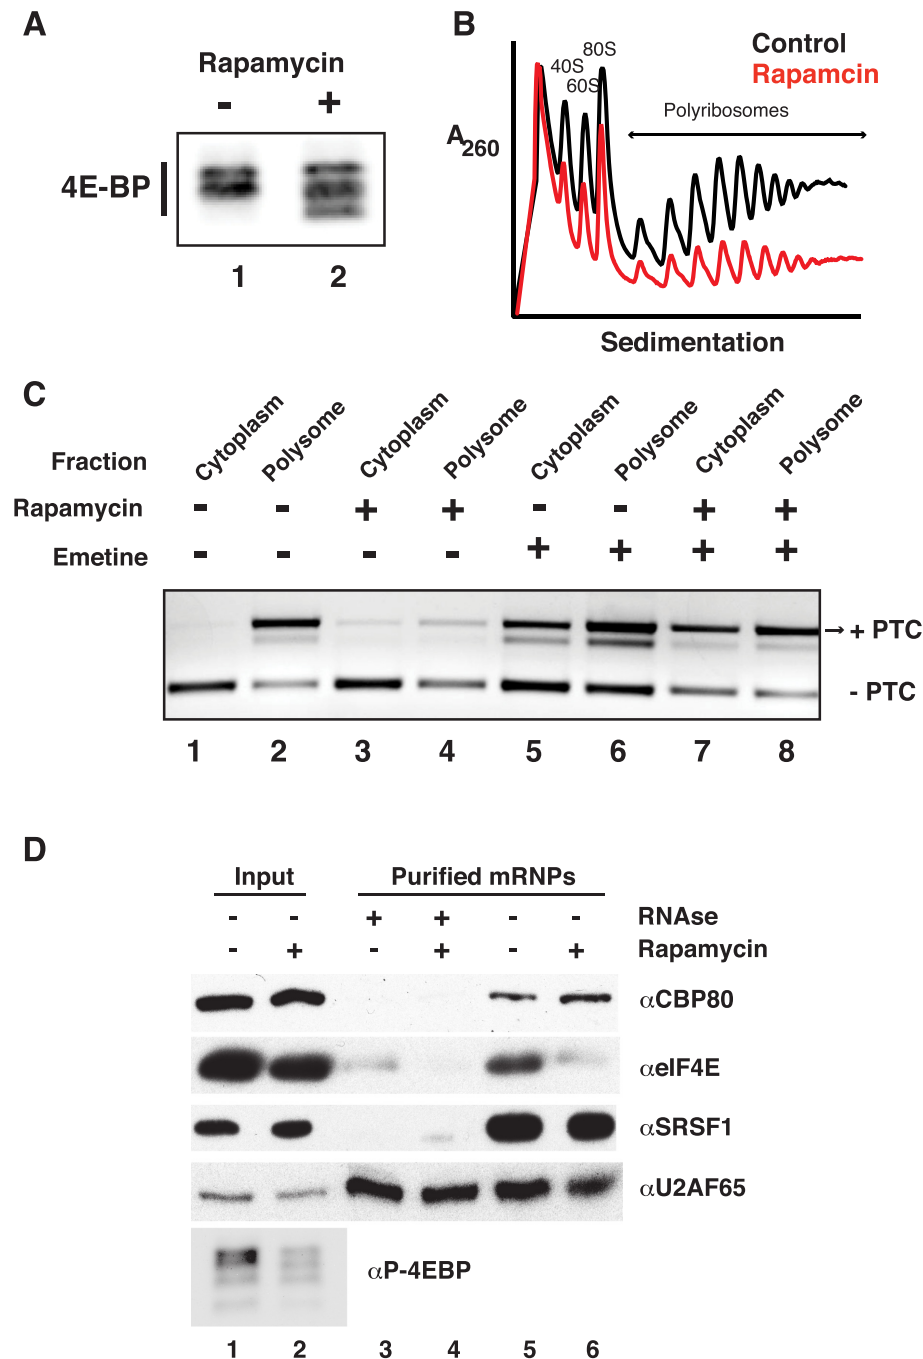 A
Rapamycin
- +
4E-BP
1 2
B
Control
Rapamcin
80S
40S
60S
Polyribosomes
A260
Sedimentation
C
Fraction Cytoplasm Polysome Cytoplasm Polysome Cytoplasm Polysome Cytoplasm Polysome
Rapamycin - - + + - - + +
Emetine - - - - + + + +
→ + PTC
- PTC
1 2 3 4 5 6 7 8
D
Input Purified mRNPs
- - + + - - RNAse
- + - + - + Rapamycin
αCBP80
αeIF4E
αSRSF1
αU2AF65
αP-4EBP
1 2 3 4 5 6